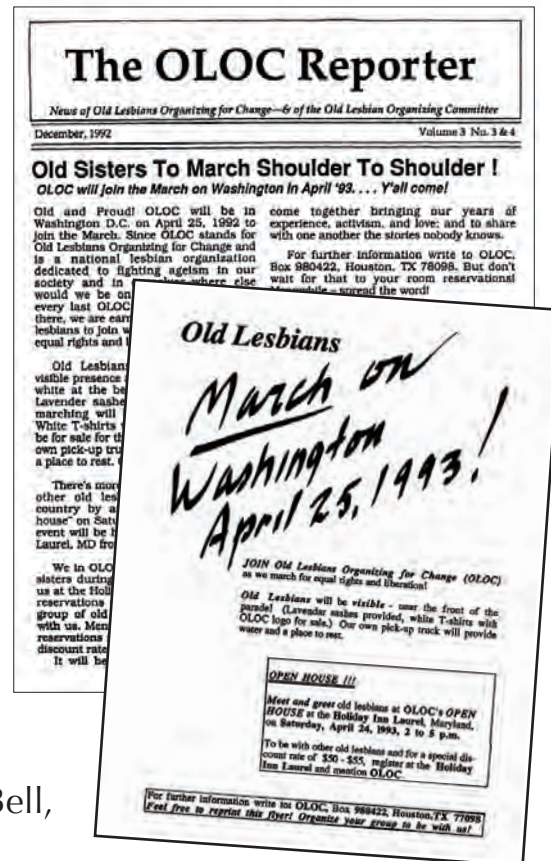 The OLOC Reporter
News of Old Lesbians Organizing for Change—& of the Old Lesbian Organizing Committee
December, 1992 Volume 3 No. 3 & 4
Old Sisters To March Shoulder To Shoulder !
OLOC will join the March on Washington in April '93. . . . Y'all come!
Old and Proud! OLOC will be in
Washington D.C. on April 25, 1992 to
join the March. Since OLOC stands for
Old Lesbians Organizing for Change and
is a national lesbian organization
dedicated to fighting ageism in our
society and in where else
would we be on
every last OLOC
there, we are
lesbians to join
equal rights and
Old Lesbians
visible presence
white at the
Lavender
marching will
White T-shirts
be for sale for
own pick-up
a place to rest.
There's more
other old
country by a
house" on
event will be
Laurel, MD
We in OLOC
sisters during
us at the
reservations
group of old
with us.
reservations
discount rate
It will be
come together bringing our years of
experience, activism, and love; and to share
with one another the stories nobody knows.
For further information write to OLOC,
Box 980422, Houston, TX 78098. But don't
wait for that to your room reservations!
Meanwhile - spread the word!
Old Lesbians
March on
Washington
April 25, 1993!
JOIN Old Lesbians Organizing for Change (OLOC)
as we march for equal rights and liberation!
Old Lesbians will be visible - near the front of the
parade! (Lavendar sashes provided, white T-shirts with
OLOC logo for sale.) Our own pick-up truck will provide
water and a place to rest.
OPEN HOUSE !!!
Meet and greet old lesbians at OLOC's OPEN
HOUSE at the Holiday Inn Laurel, Maryland,
on Saturday, April 24, 1993, 2 to 5 p.m.
To be with other old lesbians and for a special dis-
count rate of $50 - $55, register at the Holiday
Inn Laurel and mention OLOC.
For further information write to: OLOC, Box 980422, Houston,TX 77098
Feel free to reprint this flyer! Organize your group to be with us!
Bell,